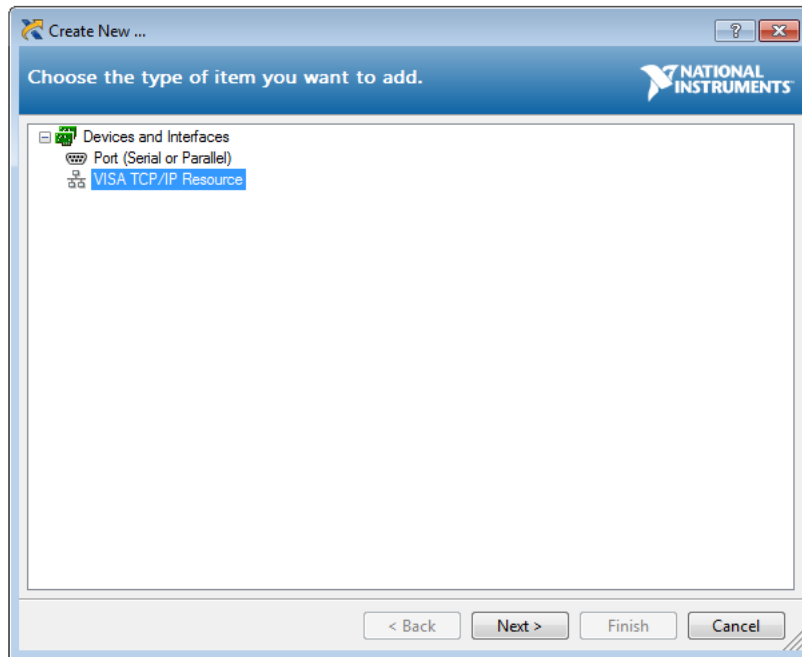 Create New ...
Choose the type of item you want to add.
NATIONAL
INSTRUMENTS
Devices and Interfaces
Port (Serial or Parallel)
VISA TCP/IP Resource
< Back Next > Finish Cancel